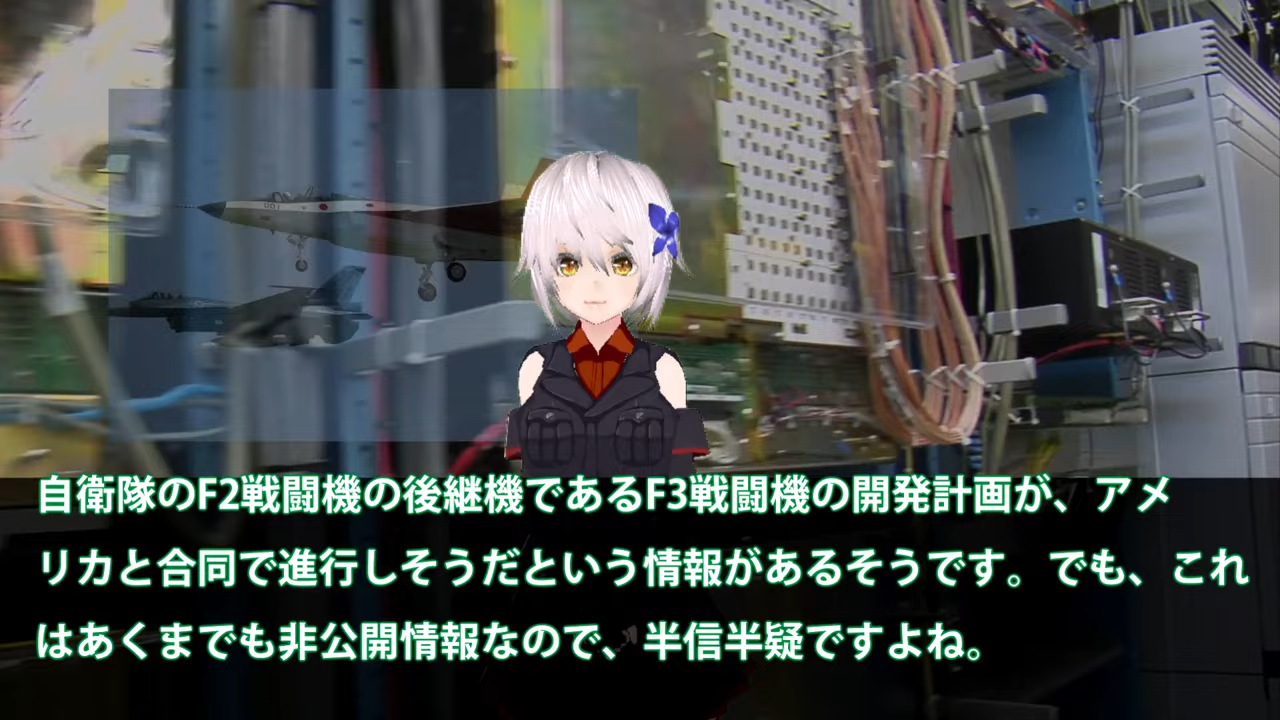 自衛隊のF2戦闘機の後継機であるF3戦闘機の開発計画が、アメ
リカと合同で進行しそうだという情報があるそうです。でも、これ
はあくまでも非公開情報なので、半信半疑ですよね。
001